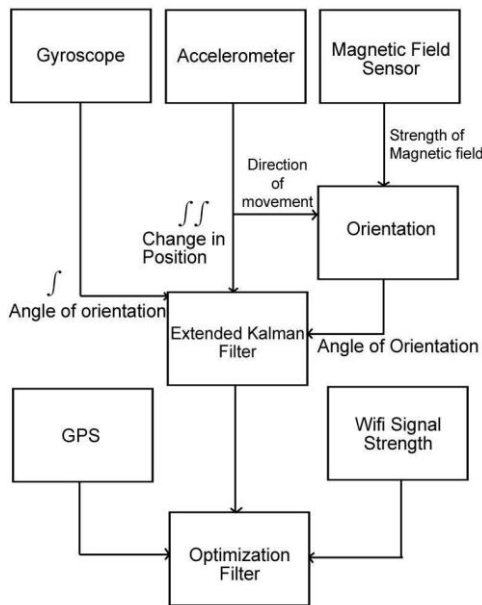 Gyroscope
Accelerometer
Magnetic Field
Sensor
Strength of
Magnetic field
Direction
of
movement
Orientation
∫∫
Change in
Position
∫
Angle of orientation
Extended Kalman
Filter
Angle of Orientation
GPS
Wifi Signal
Strength
Optimization
Filter